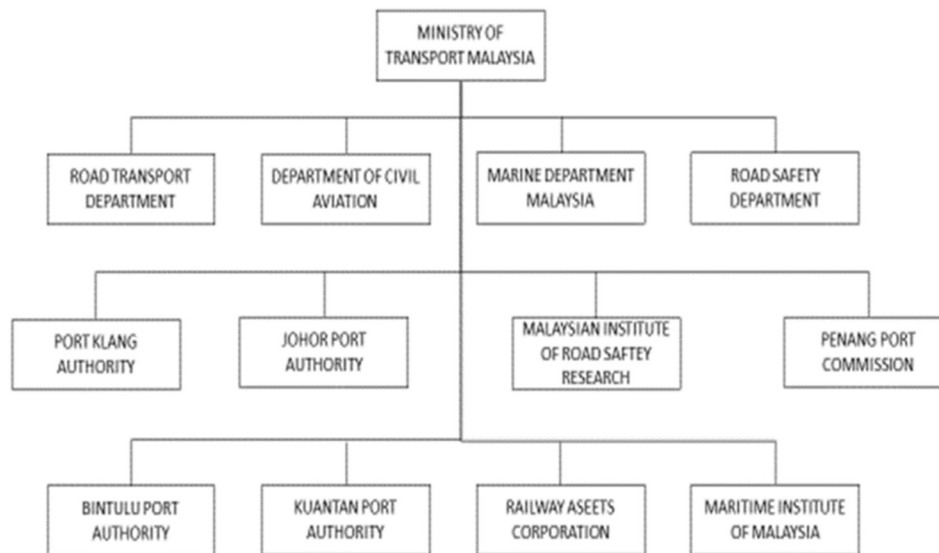 MINISTRY OF
TRANSPORT MALAYSIA
ROAD TRANSPORT
DEPARTMENT
DEPARTMENT OF CIVIL
AVIATION
MARINE DEPARTMENT
MALAYSIA
ROAD SAFETY
DEPARTMENT
PORT KLANG
AUTHORITY
JOHOR PORT
AUTHORITY
MALAYSIAN INSTITUTE
OF ROAD SAFTEY
RESEARCH
PENANG PORT
COMMISSION
BINTULU PORT
AUTHORITY
KUANTAN PORT
AUTHORITY
RAILWAY ASEETS
CORPORATION
MARITIME INSTITUTE
OF MALAYSIA